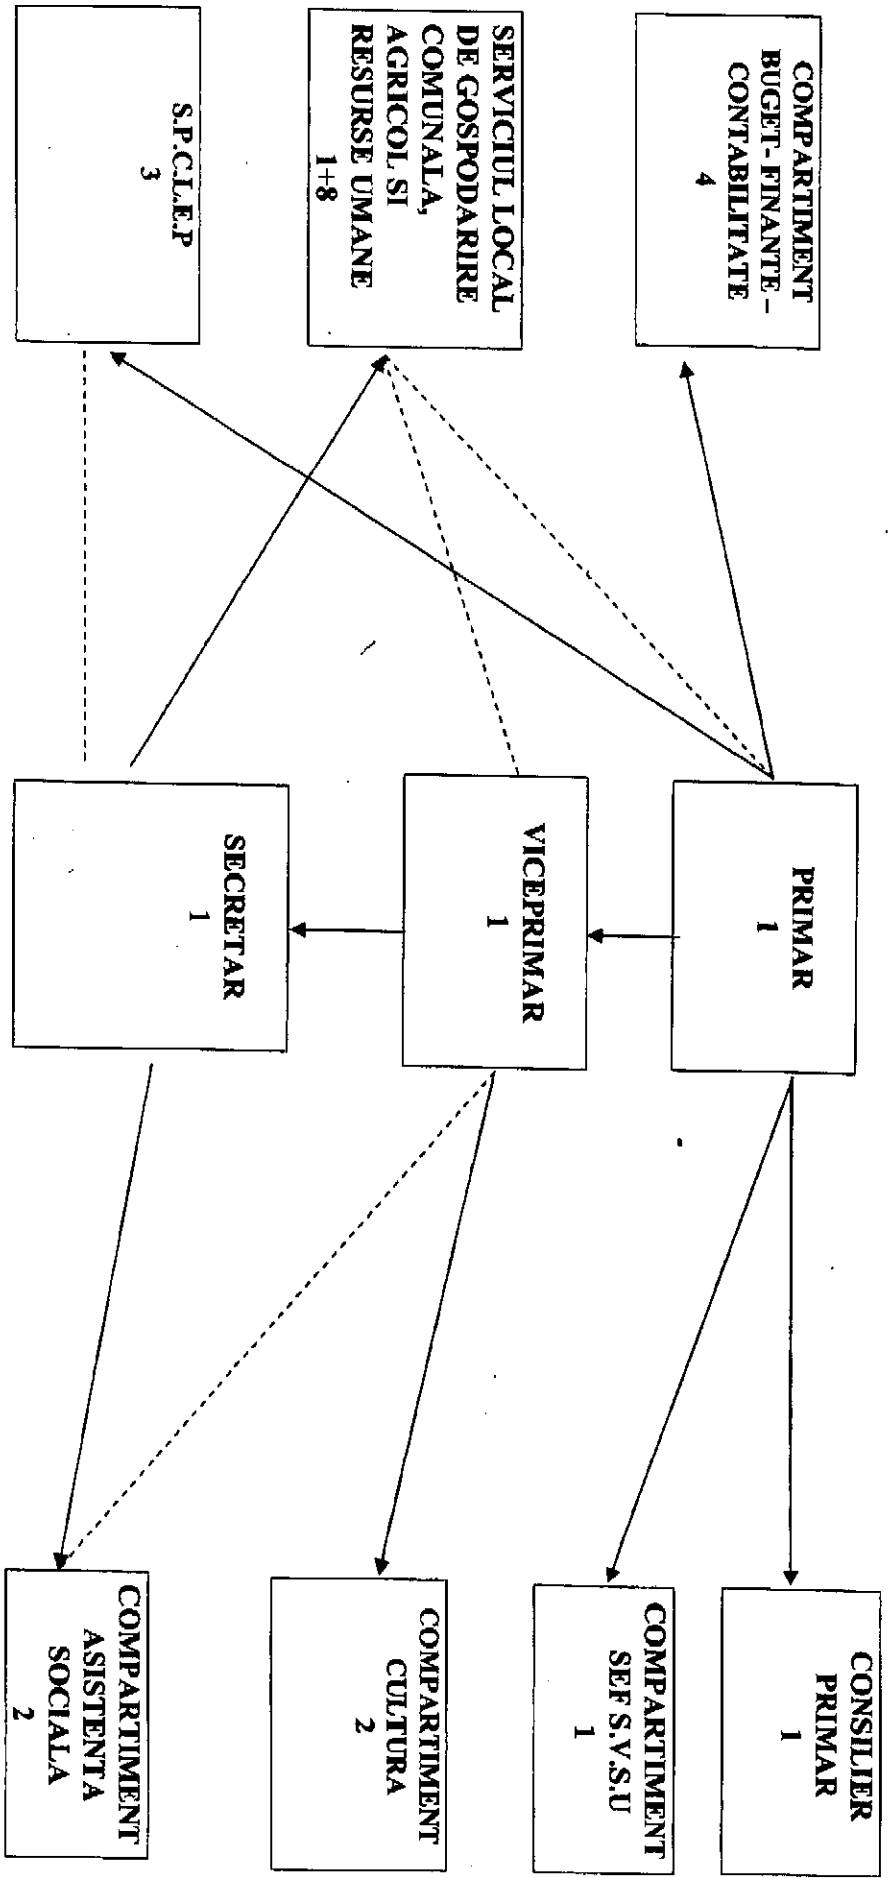 COMPARTIMENT
BUGET- FINANTE –
CONTABILITATE
4
PRIMAR
1
CONSILIER
PRIMAR
1
COMPARTIMENT
SEF S.V.S.U
1
SERVICIUL LOCAL
DE GOSPODARIRE
COMUNALA,
AGRICOL SI
RESURSE UMANE
1+8
VICEPRIMAR
1
COMPARTIMENT
CULTURA
2
S.P.C.L.E.P
3
SECRETAR
1
COMPARTIMENT
ASISTENTA
SOCIALA
2